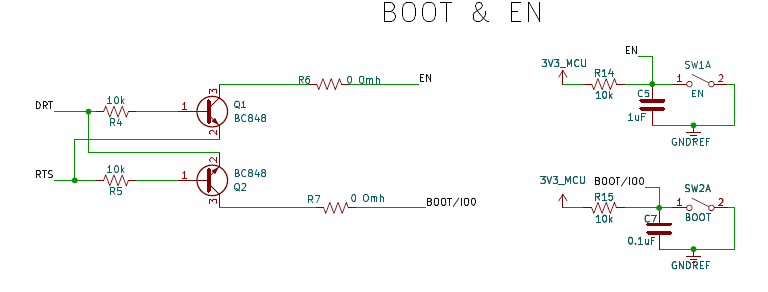 BOOT & EN
R6
0 Omh
EN
10k
3
DRT
1
Q1
BC848
R4
2
10k
2
RTS
1
BC848
Q2
R5
3
R7
0 Omh
BOOT/IO0
EN
3V3_MCU
R14
10k
SW1A
1
2
EN
C5
1uF
GNDREF
3V3_MCU
BOOT/IO0
R15
10k
SW2A
1
2
BOOT
C7
0.1uF
GNDREF